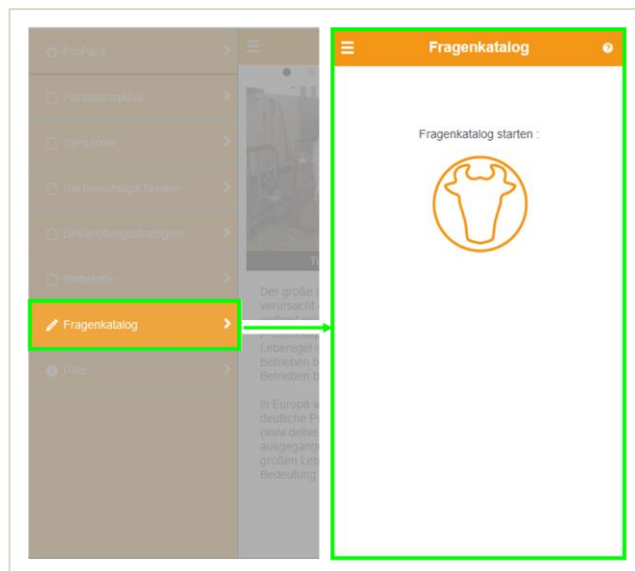 ProPara
Parasitenzyklus
Symptome
Nachweismöglichkeiten
Bekämpfungsstrategien
Wirkstoffe
Fragenkatalog
Über
Der große
verursacht
Leberegel
Betrieben b
Betrieben b
In Europa w
deutliche P
(www.delive
ausgegang
großen Leb
Bedeutung
Fragenkatalog
Fragenkatalog starten :